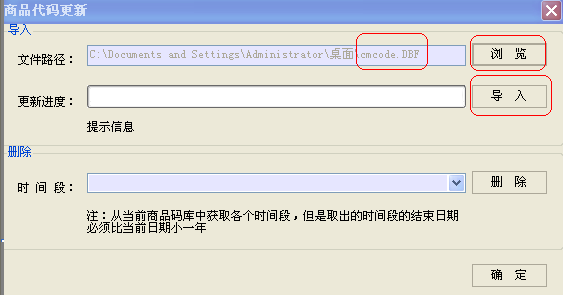 商品代码更新
导入
文件路径： C:\Documents and Settings\Administrator\桌面\cmcode.DBF 浏 览
更新进度： 导 入
提示信息
删除
时 间 段： 删 除
注：从当前商品码库中获取各个时间段，但是取出的时间段的结束日期
必须比当前日期小一年
确 定